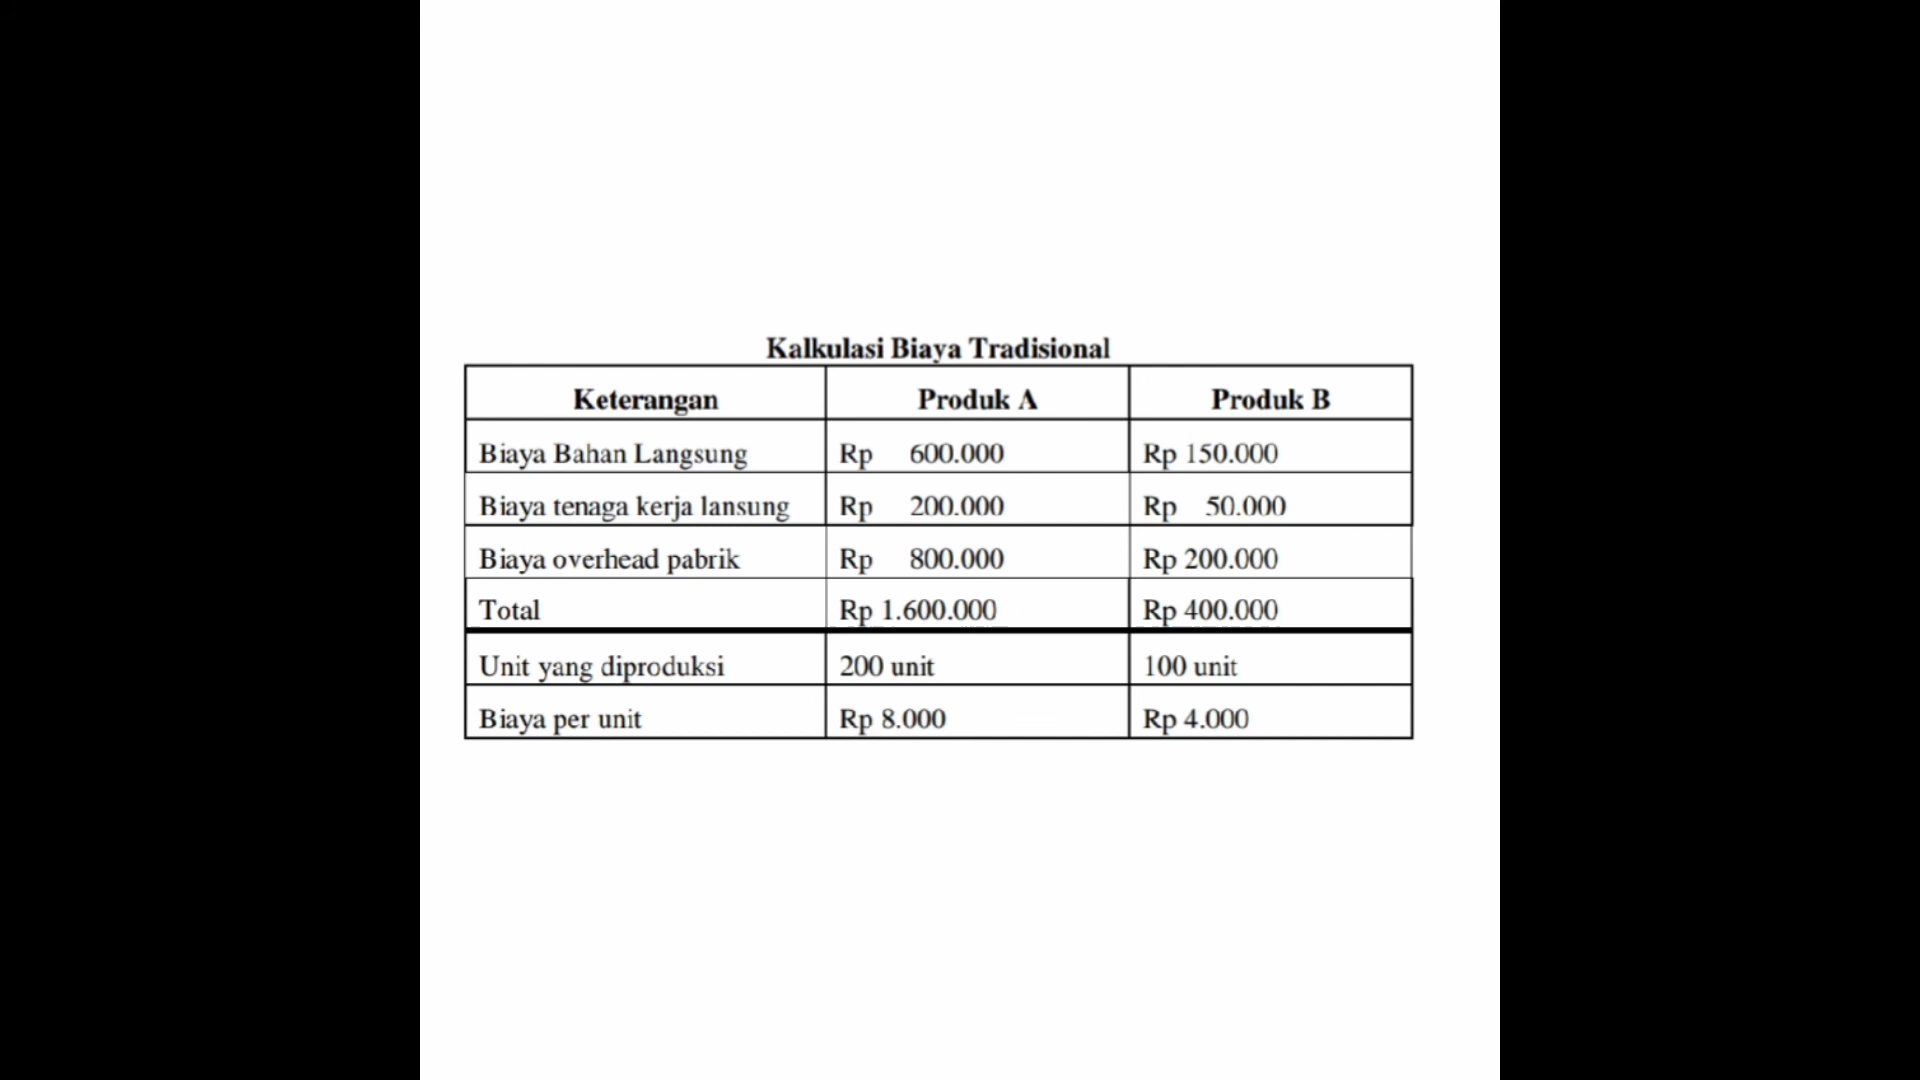 Kalkulasi Biaya Tradisional
Keterangan Produk A Produk B
Biaya Bahan Langsung Rp 600.000 Rp 150.000
Biaya tenaga kerja lansung Rp 200.000 Rp 50.000
Biaya overhead pabrik Rp 800.000 Rp 200.000
Total Rp 1.600.000 Rp 400.000
Unit yang diproduksi 200 unit 100 unit
Biaya per unit Rp 8.000 Rp 4.000